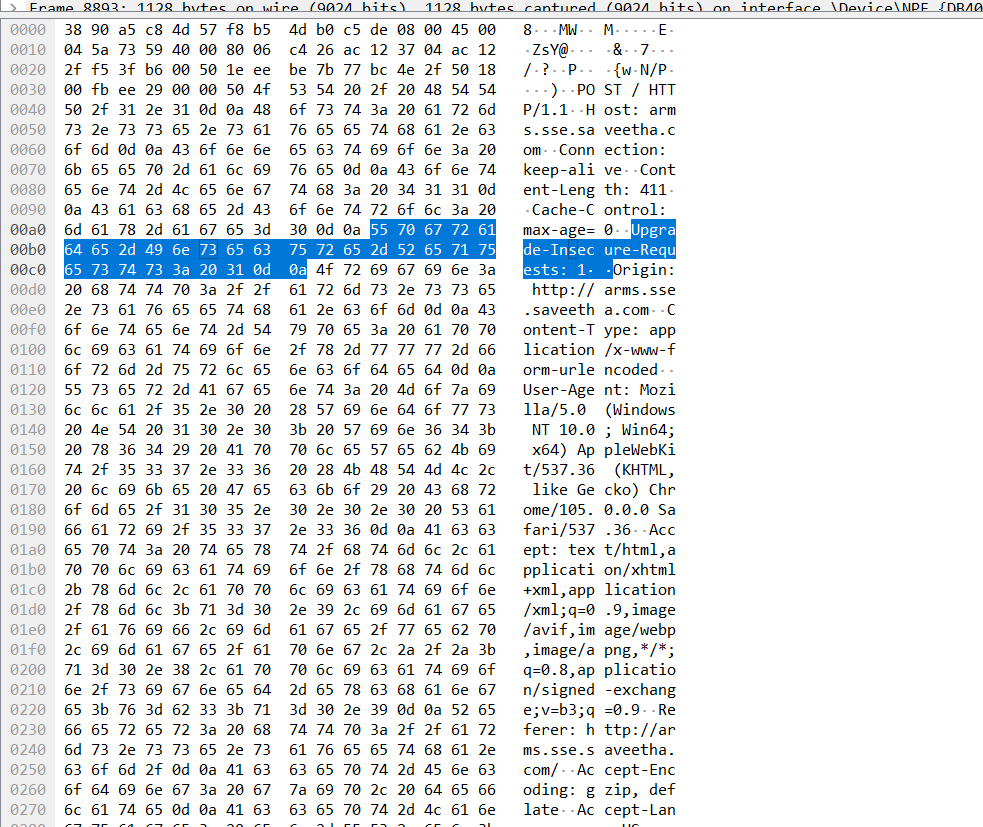 Frame 8893: 1128 bytes on wire (9024 bits), 1128 bytes captured (9024 bits) on interface \Device\NPF_{DB40
0000 38 90 a5 c8 4d 57 f8 b5 4d b0 c5 de 08 00 45 00 8···MW·· M·····E·
0010 04 5a 73 59 40 00 80 06 c4 26 ac 12 37 04 ac 12 ·ZsY@··· ·&··7···
0020 2f f5 3f b6 00 50 1e ee be 7b 77 bc 4e 2f 50 18 /·?··P·· ·{w·N/P·
0030 00 fb ee 29 00 00 50 4f 53 54 20 2f 20 48 54 54 ···)··PO ST / HTT
0040 50 2f 31 2e 31 0d 0a 48 6f 73 74 3a 20 61 72 6d P/1.1··H ost: arm
0050 73 2e 73 73 65 2e 73 61 76 65 65 74 68 61 2e 63 s.sse.sa veetha.c
0060 6f 6d 0d 0a 43 6f 6e 6e 65 63 74 69 6f 6e 3a 20 om··Conn ection: 
0070 6b 65 65 70 2d 61 6c 69 76 65 0d 0a 43 6f 6e 74 keep-ali ve··Cont
0080 65 6e 74 2d 4c 65 6e 67 74 68 3a 20 34 31 31 0d ent-Leng th: 411·
0090 0a 43 61 63 68 65 2d 43 6f 6e 74 72 6f 6c 3a 20 ·Cache-C ontrol: 
00a0 6d 61 78 2d 61 67 65 3d 30 0d 0a 55 70 67 72 61 max-age= 0··Upgra
00b0 64 65 2d 49 6e 73 65 63 75 72 65 2d 52 65 71 75 de-Insec ure-Requ
00c0 65 73 74 73 3a 20 31 0d 0a 4f 72 69 67 69 6e 3a ests: 1· ·Origin:
00d0 20 68 74 74 70 3a 2f 2f 61 72 6d 73 2e 73 73 65 http:// arms.sse
00e0 2e 73 61 76 65 65 74 68 61 2e 63 6f 6d 0d 0a 43 .saveeth a.com··C
00f0 6f 6e 74 65 6e 74 2d 54 79 70 65 3a 20 61 70 70 ontent-T ype: app
0100 6c 69 63 61 74 69 6f 6e 2f 78 2d 77 77 77 2d 66 lication /x-www-f
0110 6f 72 6d 2d 75 72 6c 65 6e 63 6f 64 65 64 0d 0a orm-urle ncoded··
0120 55 73 65 72 2d 41 67 65 6e 74 3a 20 4d 6f 7a 69 User-Age nt: Mozi
0130 6c 6c 61 2f 35 2e 30 20 28 57 69 6e 64 6f 77 73 lla/5.0 (Windows
0140 20 4e 54 20 31 30 2e 30 3b 20 57 69 6e 36 34 3b NT 10.0 ; Win64;
0150 20 78 36 34 29 20 41 70 70 6c 65 57 65 62 4b 69 x64) Ap pleWebKi
0160 74 2f 35 33 37 2e 33 36 20 28 4b 48 54 4d 4c 2c t/537.36 (KHTML,
0170 20 6c 69 6b 65 20 47 65 63 6b 6f 29 20 43 68 72 like Ge cko) Chr
0180 6f 6d 65 2f 31 30 35 2e 30 2e 30 2e 30 20 53 61 ome/105. 0.0.0 Sa
0190 66 61 72 69 2f 35 33 37 2e 33 36 0d 0a 41 63 63 fari/537 .36··Acc
01a0 65 70 74 3a 20 74 65 78 74 2f 68 74 6d 6c 2c 61 ept: tex t/html,a
01b0 70 70 6c 69 63 61 74 69 6f 6e 2f 78 68 74 6d 6c pplicati on/xhtml
01c0 2b 78 6d 6c 2c 61 70 70 6c 69 63 61 74 69 6f 6e +xml,app lication
01d0 2f 78 6d 6c 3b 71 3d 30 2e 39 2c 69 6d 61 67 65 /xml;q=0 .9,image
01e0 2f 61 76 69 66 2c 69 6d 61 67 65 2f 77 65 62 70 /avif,im age/webp
01f0 2c 69 6d 61 67 65 2f 61 70 6e 67 2c 2a 2f 2a 3b ,image/a png,*/*;
0200 71 3d 30 2e 38 2c 61 70 70 6c 69 63 61 74 69 6f q=0.8,ap plicatio
0210 6e 2f 73 69 67 6e 65 64 2d 65 78 63 68 61 6e 67 n/signed -exchang
0220 65 3b 76 3d 62 33 3b 71 3d 30 2e 39 0d 0a 52 65 e;v=b3;q =0.9··Re
0230 66 65 72 65 72 3a 20 68 74 74 70 3a 2f 2f 61 72 ferer: h ttp://ar
0240 6d 73 2e 73 73 65 2e 73 61 76 65 65 74 68 61 2e ms.sse.s aveetha.
0250 63 6f 6d 2f 0d 0a 41 63 63 65 70 74 2d 45 6e 63 com/··Ac cept-Enc
0260 6f 64 69 6e 67 3a 20 67 7a 69 70 2c 20 64 65 66 oding: g zip, def
0270 6c 61 74 65 0d 0a 41 63 63 65 70 74 2d 4c 61 6e late··Ac cept-Lan